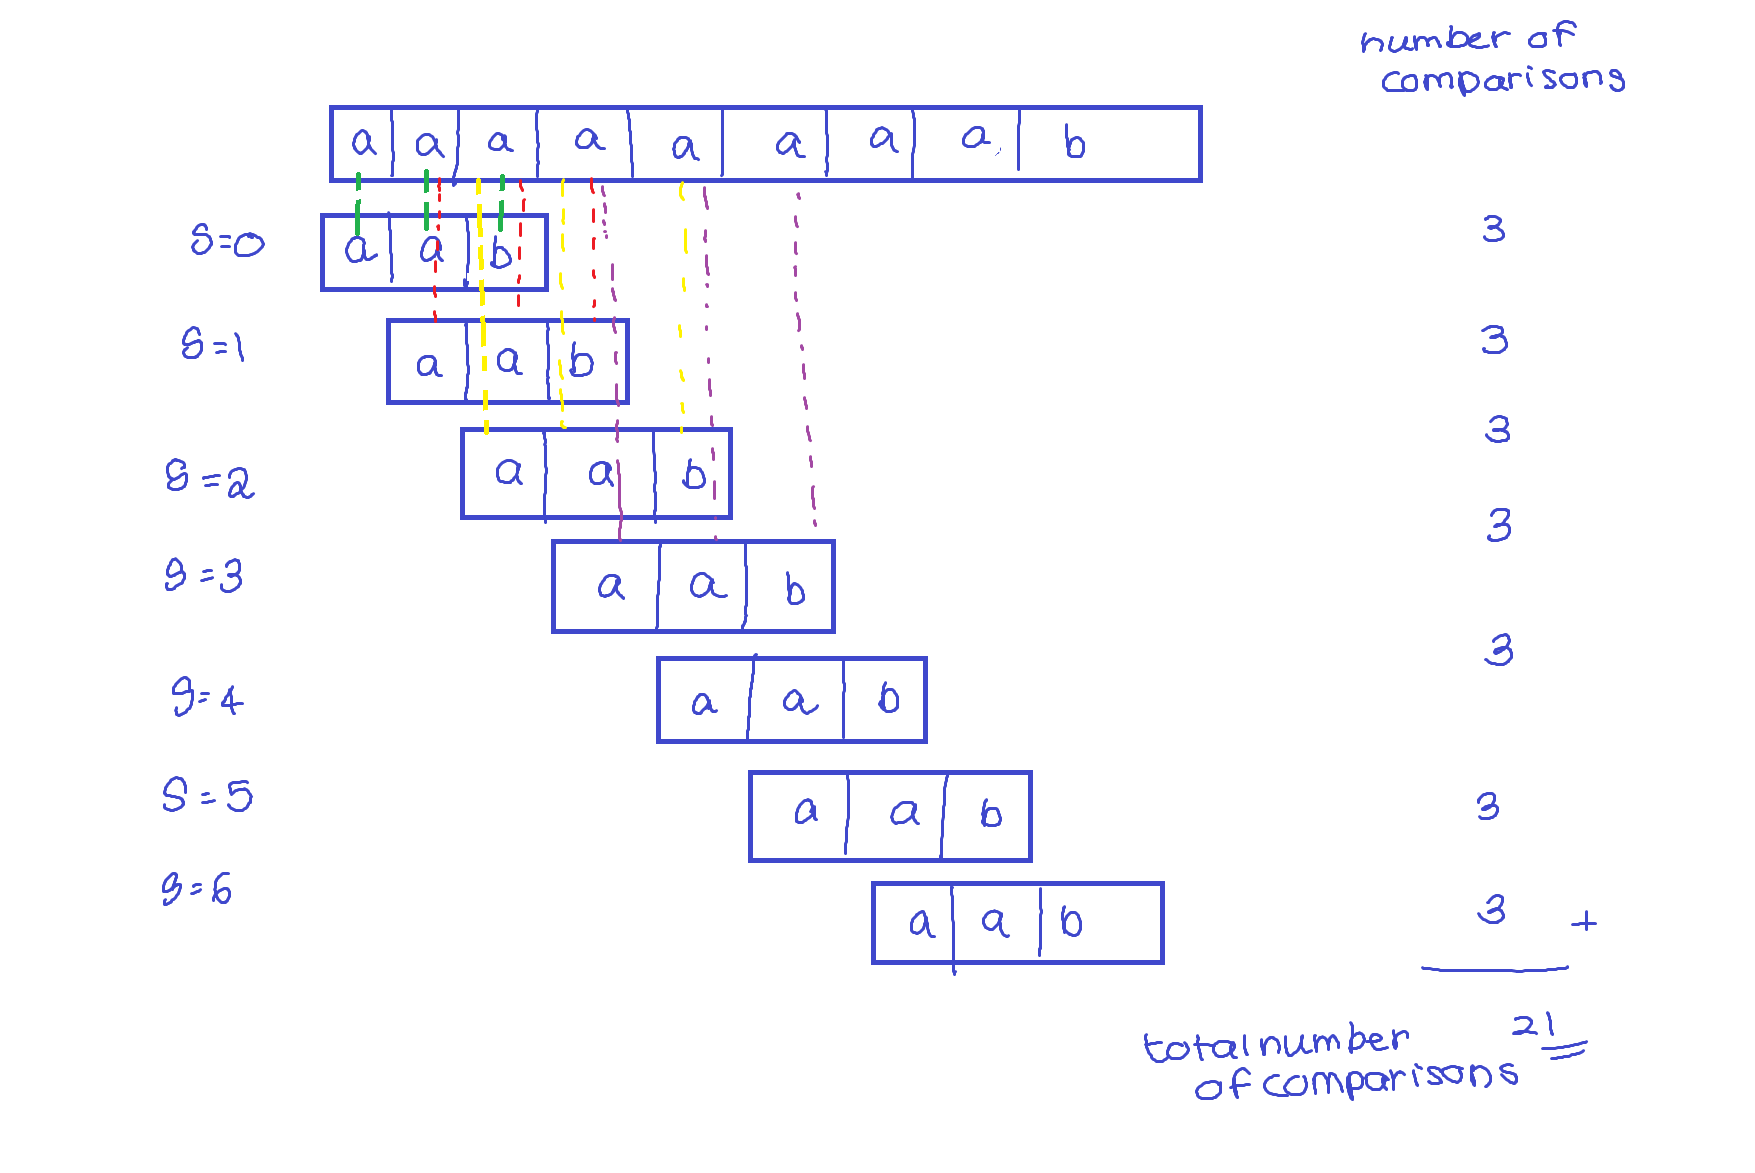 number of
comparisons
a a a a a a a a b
S=0 a a b 3
S=1 a a b 3
S=2 a a b 3
S=3 a a b 3
S=4 a a b 3
S=5 a a b 3
S=6 a a b 3 +
total number 21
of comparisons